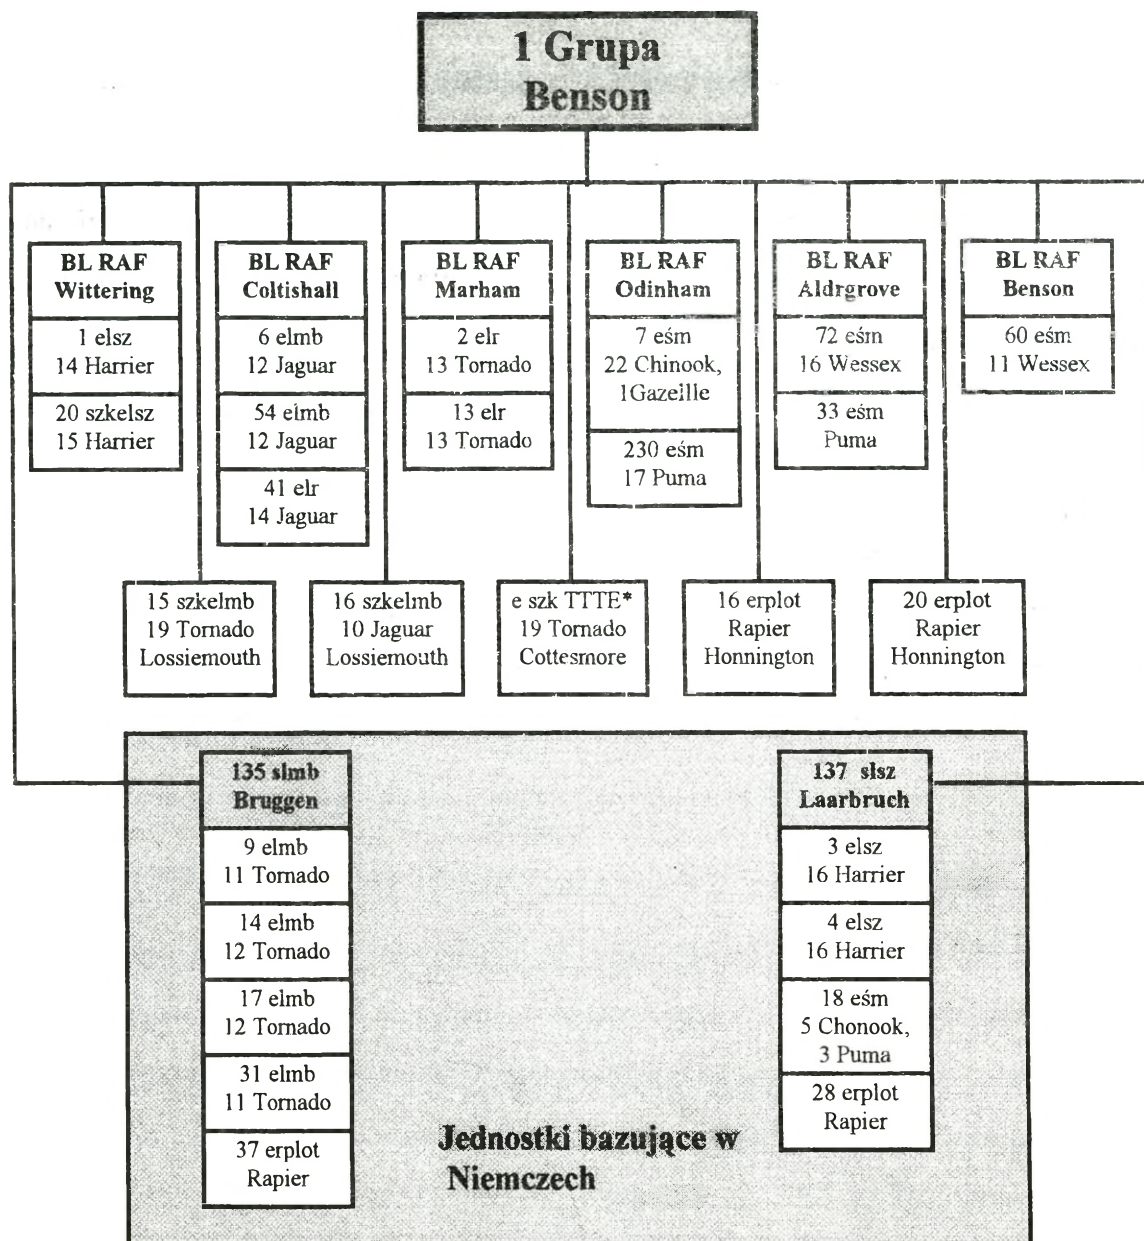 1 Grupa
Benson
BL RAF
Wittering
1 elsz
14 Harrier
20 szkelsz
15 Harrier
BL RAF
Coltishall
6 elmb
12 Jaguar
54 elmb
12 Jaguar
41 elr
14 Jaguar
BL RAF
Marham
2 elr
13 Tornado
13 elr
13 Tornado
BL RAF
Odinham
7 eśm
22 Chinook,
1Gazeille
230 eśm
17 Puma
BL RAF
Aldrgrove
72 eśm
16 Wessex
33 eśm
Puma
BL RAF
Benson
60 eśm
11 Wessex
15 szkelmb
19 Tornado
Lossiemouth
16 szkelmb
10 Jaguar
Lossiemouth
e szk TTTE*
19 Tornado
Cottesmore
16 erplot
Rapier
Honnington
20 erplot
Rapier
Honnington
135 slmb
Bruggen
9 elmb
11 Tornado
14 elmb
12 Tornado
17 elmb
12 Tornado
31 elmb
11 Tornado
37 erplot
Rapier
137 slsz
Laarbruch
3 elsz
16 Harrier
4 elsz
16 Harrier
18 eśm
5 Chonook,
3 Puma
28 erplot
Rapier
Jednostki bazujące w
Niemczech